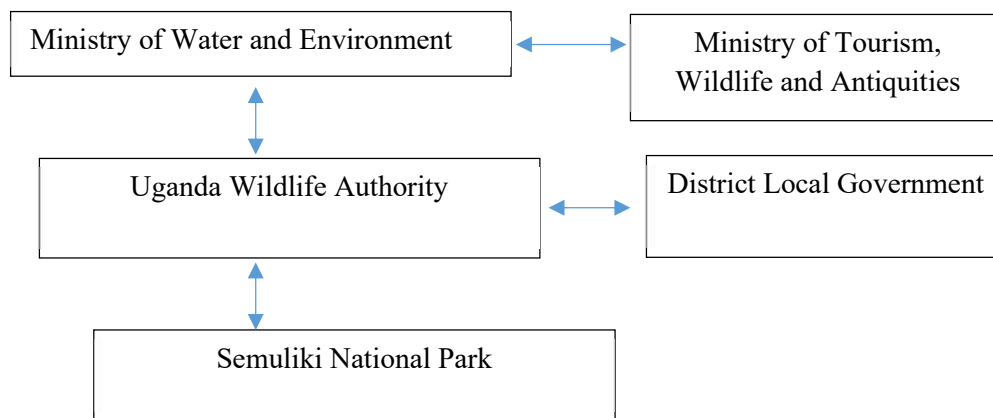 Ministry of Water and Environment
Ministry of Tourism,
Wildlife and Antiquities
Uganda Wildlife Authority
District Local Government
Semuliki National Park